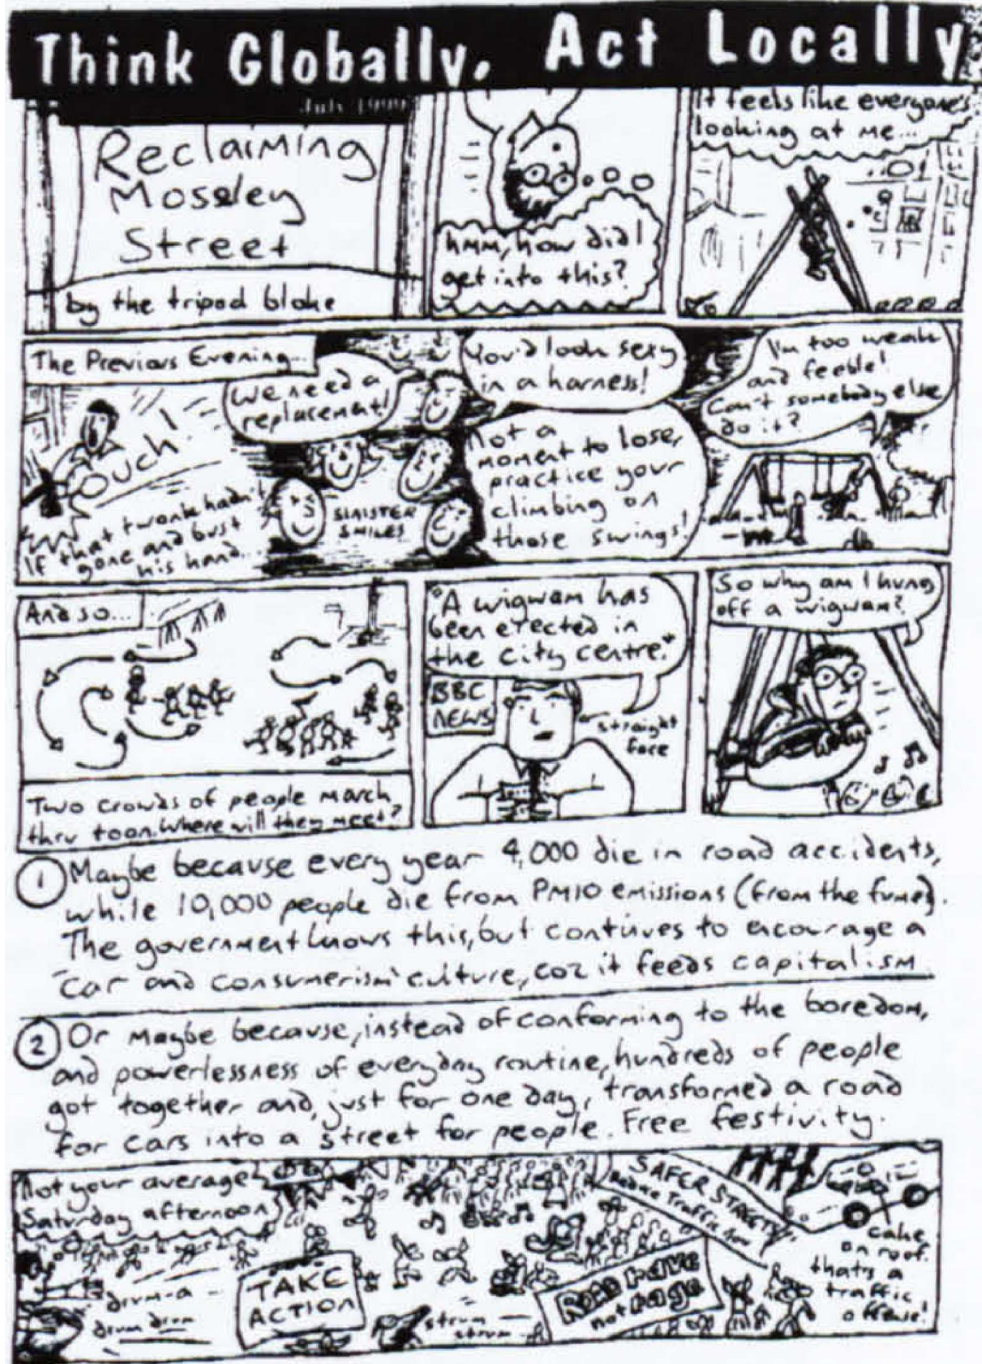 Think Globally, Act Locally
July 1999
Reclaiming
Mosseley
Street
by the tripod bloke
hmm, how did I
get into this?
It feels like everyone's
looking at me...
The Previous Evening...
Ouch!
If that twonk hadn't
gone and bust
his hand...
We need a
replacement!
SINISTER
SMILES
You'd look sexy
in a harness!
Not a
moment to lose,
practice your
climbing on
those swings!
I'm too weak
and feeble!
Can't somebody else
do it?
And so...
Two crowds of people march
thru toon. Where will they meet?
"A wigwam has
been erected in
the city centre."
BBC
NEWS
straight
face
So why am I hung
off a wigwam?
1 Maybe because every year 4,000 die in road accidents,
while 10,000 people die from PM10 emissions (from the fumes).
The government knows this, but continues to encourage a
'car and consumerism' culture, coz it feeds capitalism.
2 Or maybe because, instead of conforming to the boredom,
and powerlessness of everyday routine, hundreds of people
got together and, just for one day, transformed a road
for cars into a street for people. Free festivity.
Not your average
Saturday afternoon
drum-a
drum drum
TAKE
ACTION
strum
strum
SAFER STREETS
Reduce Traffic Now
Road rave
not rage
cake
on roof.
that's a
traffic
offense!